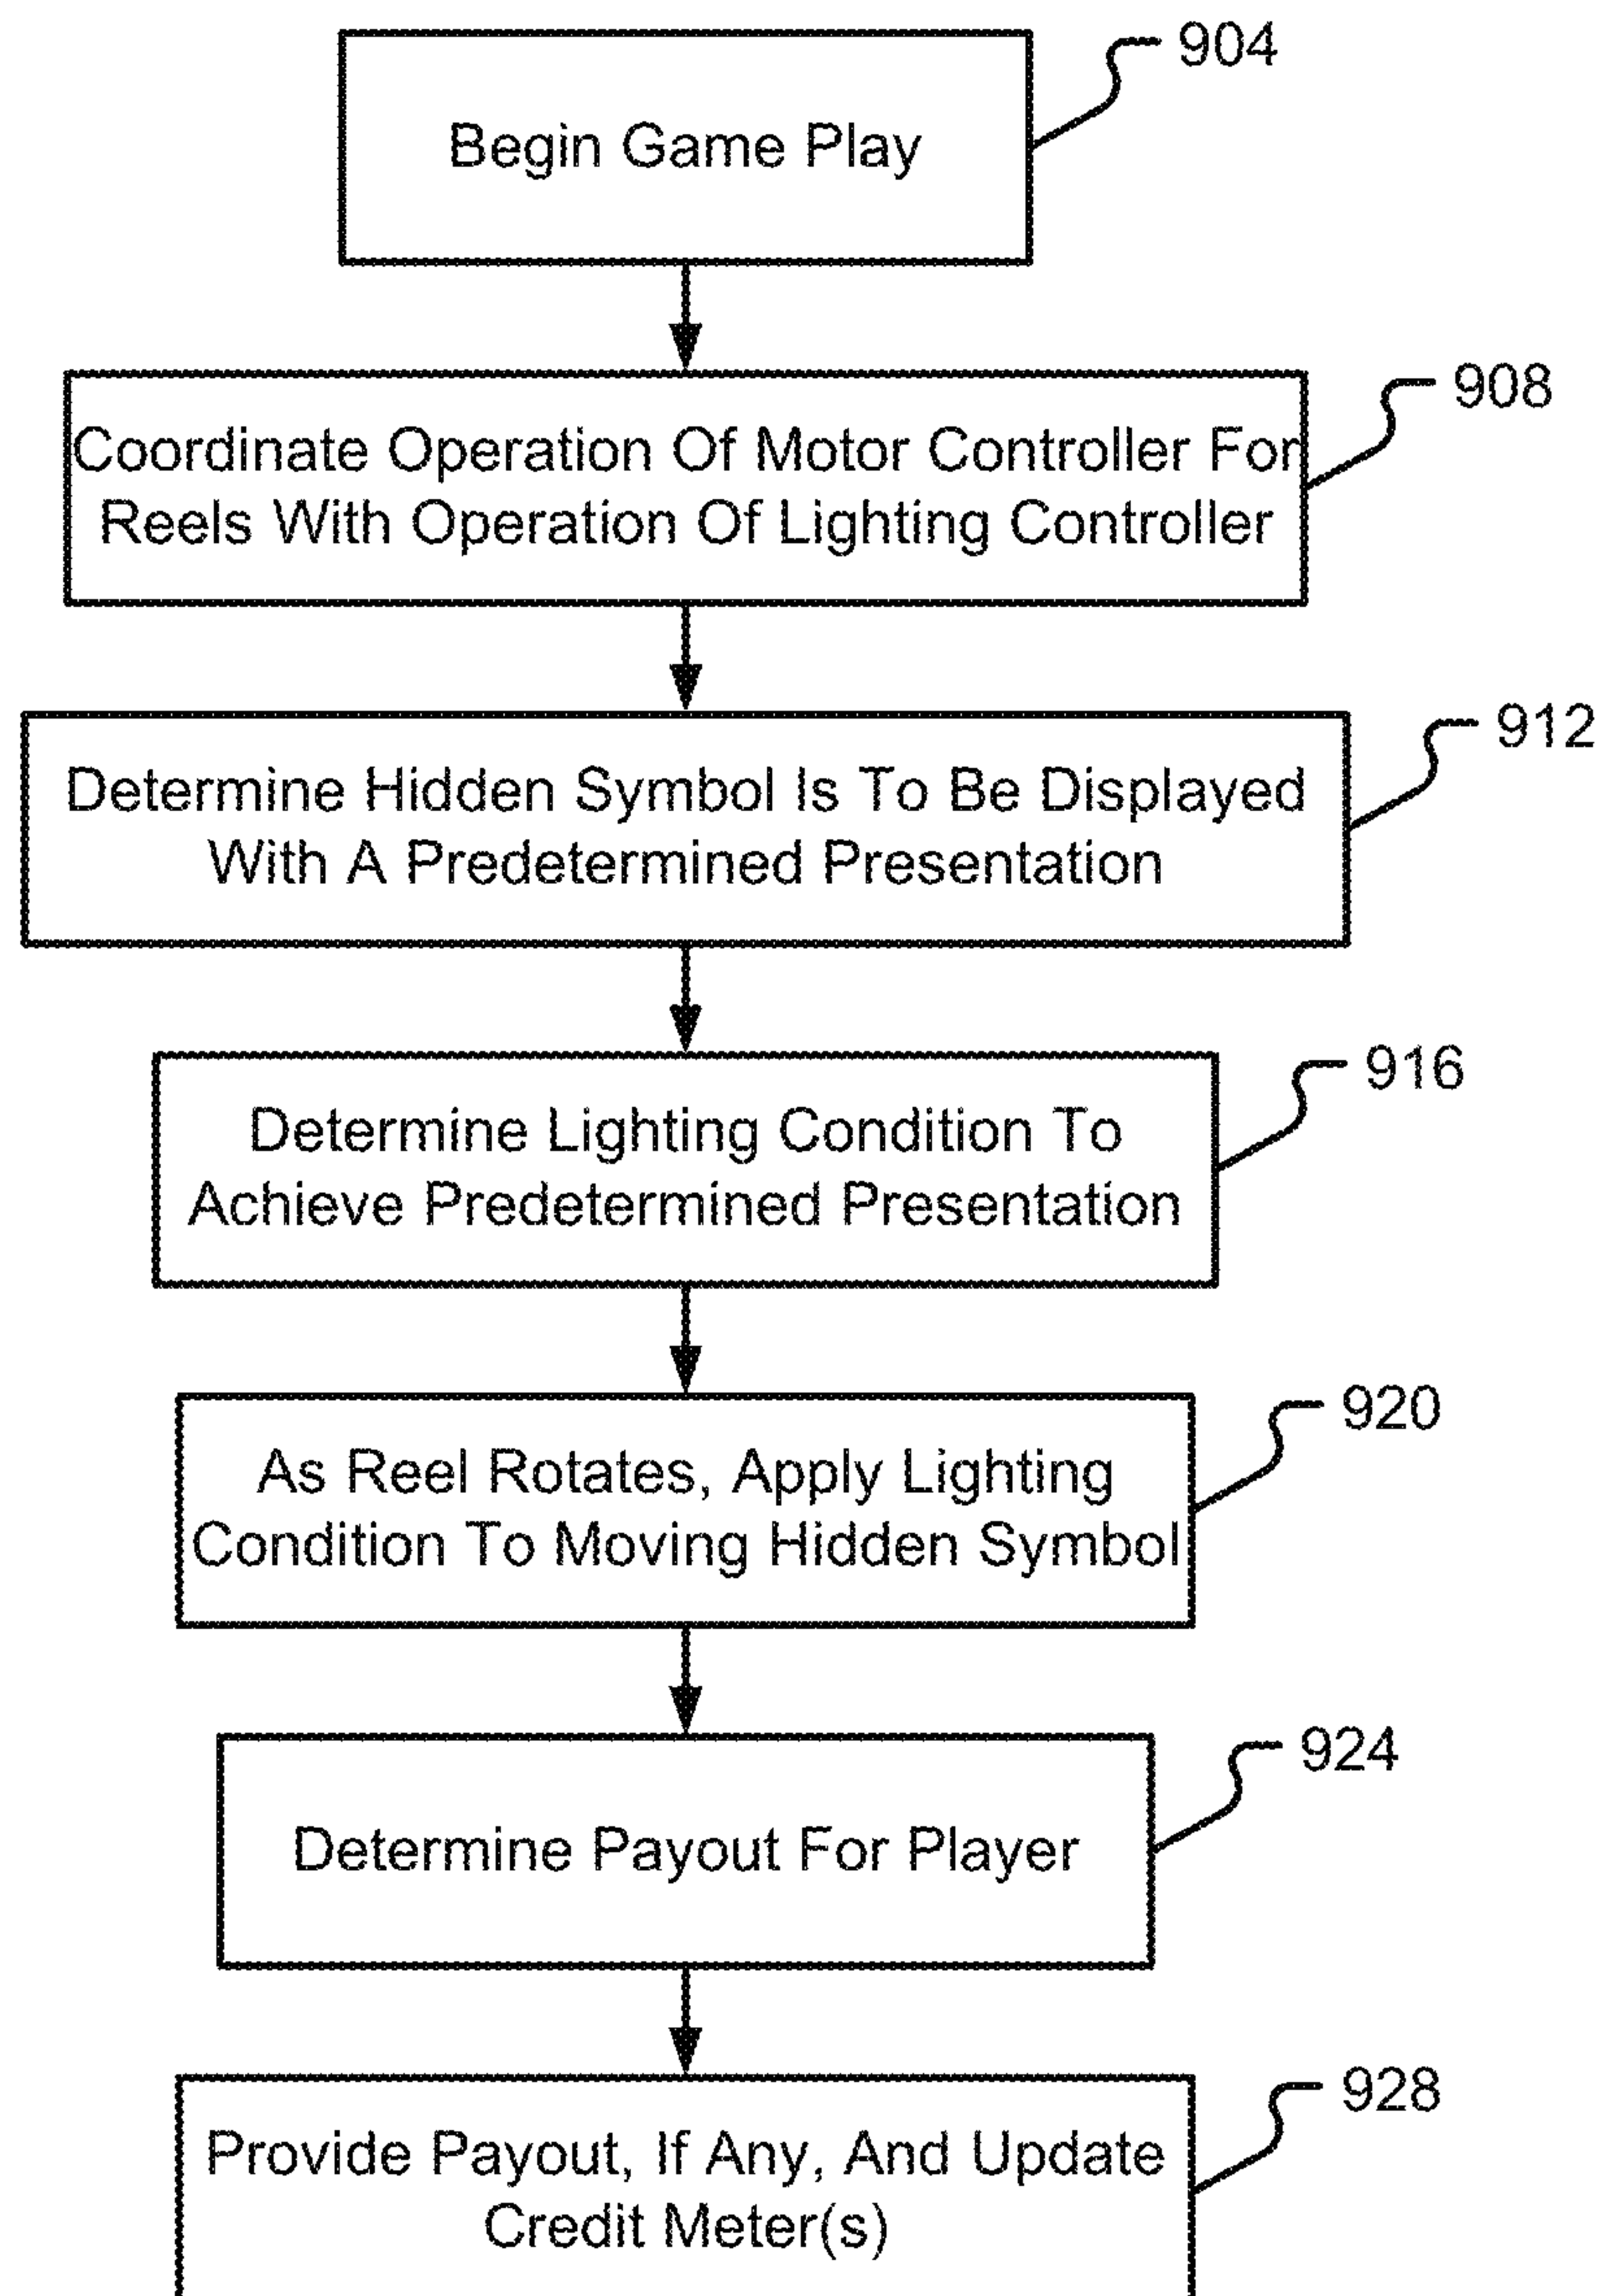 904
Begin Game Play
908
Coordinate Operation Of Motor Controller For
Reels With Operation Of Lighting Controller
912
Determine Hidden Symbol Is To Be Displayed
With A Predetermined Presentation
916
Determine Lighting Condition To
Achieve Predetermined Presentation
920
As Reel Rotates, Apply Lighting
Condition To Moving Hidden Symbol
924
Determine Payout For Player
928
Provide Payout, If Any, And Update
Credit Meter(s)